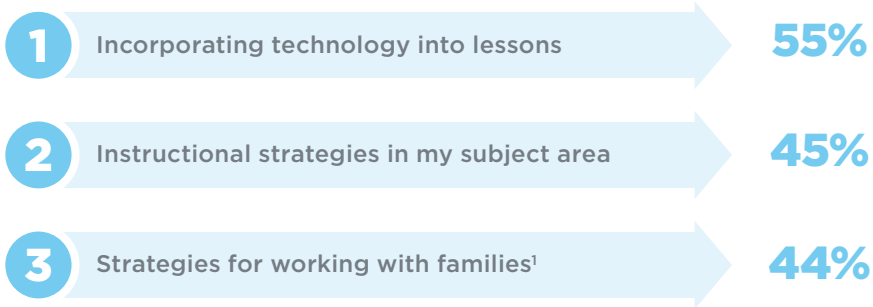 1 Incorporating technology into lessons 55%
2 Instructional strategies in my subject area 45%
3 Strategies for working with families¹ 44%